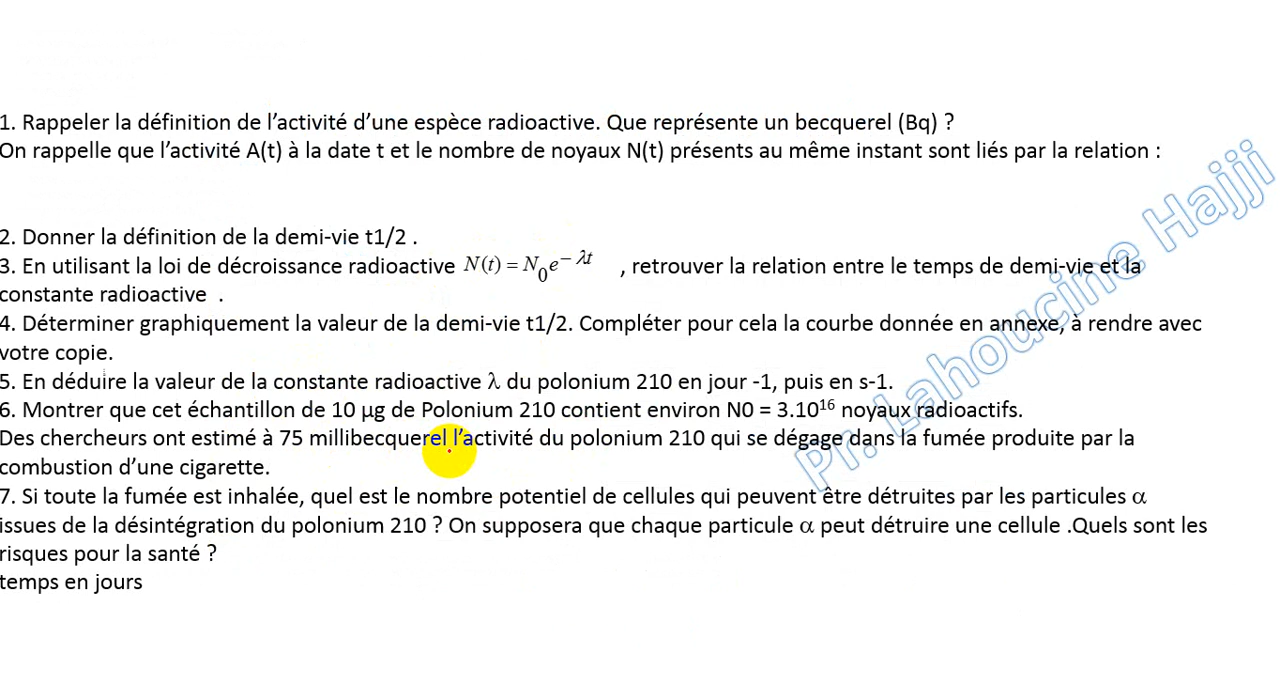 1. Rappeler la définition de l’activité d’une espèce radioactive. Que représente un becquerel (Bq) ?
On rappelle que l’activité A(t) à la date t et le nombre de noyaux N(t) présents au même instant sont liés par la relation :
2. Donner la définition de la demi-vie t1/2 .
3. En utilisant la loi de décroissance radioactive N(t) = N₀e^{− λt} , retrouver la relation entre le temps de demi-vie et la
constante radioactive .
4. Déterminer graphiquement la valeur de la demi-vie t1/2. Compléter pour cela la courbe donnée en annexe, à rendre avec
votre copie.
5. En déduire la valeur de la constante radioactive λ du polonium 210 en jour -1, puis en s-1.
6. Montrer que cet échantillon de 10 µg de Polonium 210 contient environ N0 = 3.10¹⁶ noyaux radioactifs.
Des chercheurs ont estimé à 75 millibecquerel l’activité du polonium 210 qui se dégage dans la fumée produite par la
combustion d’une cigarette.
7. Si toute la fumée est inhalée, quel est le nombre potentiel de cellules qui peuvent être détruites par les particules α
issues de la désintégration du polonium 210 ? On supposera que chaque particule α peut détruire une cellule .Quels sont les
risques pour la santé ?
temps en jours
Pr. Lahoucine Hajjji